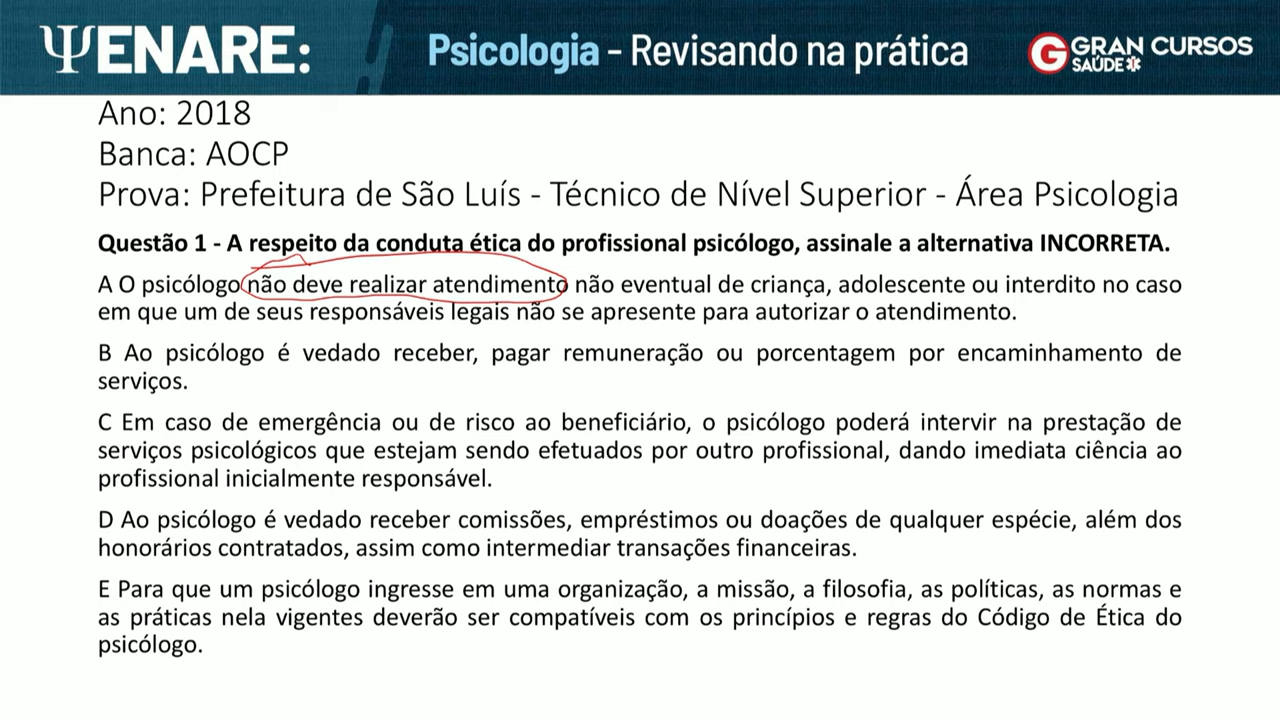 ΨENARE:
Psicologia - Revisando na prática
G GRAN CURSOS
SAÚDE
Ano: 2018
Banca: AOCP
Prova: Prefeitura de São Luís - Técnico de Nível Superior - Área Psicologia
Questão 1 - A respeito da conduta ética do profissional psicólogo, assinale a alternativa INCORRETA.
A O psicólogo não deve realizar atendimento não eventual de criança, adolescente ou interdito no caso
em que um de seus responsáveis legais não se apresente para autorizar o atendimento.
B Ao psicólogo é vedado receber, pagar remuneração ou porcentagem por encaminhamento de
serviços.
C Em caso de emergência ou de risco ao beneficiário, o psicólogo poderá intervir na prestação de
serviços psicológicos que estejam sendo efetuados por outro profissional, dando imediata ciência ao
profissional inicialmente responsável.
D Ao psicólogo é vedado receber comissões, empréstimos ou doações de qualquer espécie, além dos
honorários contratados, assim como intermediar transações financeiras.
E Para que um psicólogo ingresse em uma organização, a missão, a filosofia, as políticas, as normas e
as práticas nela vigentes deverão ser compatíveis com os princípios e regras do Código de Ética do
psicólogo.